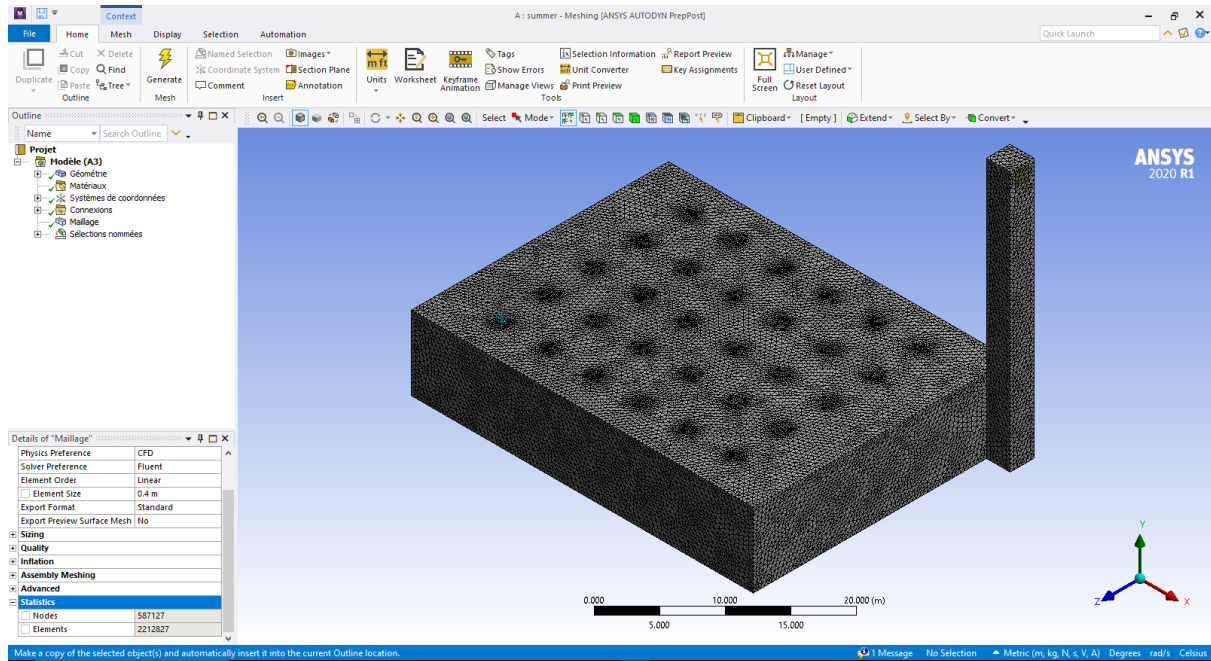 Context
A : summer - Meshing [ANSYS AUTODYN PrepPost]
File Home Mesh Display Selection Automation
Quick Launch
Duplicate
Cut
Copy
Paste
Delete
Find
Tree
Outline
Generate
Mesh
Named Selection
Coordinate System
Comment
Images
Section Plane
Annotation
Insert
mft
Units
Worksheet
Keyframe Animation
Tags
Show Errors
Manage Views
Selection Information
Unit Converter
Print Preview
Report Preview
Key Assignments
Tools
Full Screen
Manage
User Defined
Reset Layout
Layout
Outline
Name Search Outline
Select Mode Clipboard [ Empty ] Extend Select By Convert
Projet
Modèle (A3)
Géométrie
Matériaux
Systèmes de coordonnées
Connexions
Maillage
Sélections nommées
ANSYS
2020 R1
Details of "Maillage"
Physics Preference CFD
Solver Preference Fluent
Element Order Linear
Element Size 0.4 m
Export Format Standard
Export Preview Surface Mesh No
Sizing
Quality
Inflation
Assembly Meshing
Advanced
Statistics
Nodes 587127
Elements 2212827
0.000 10.000 20.000 (m)
5.000 15.000
Y
Z
X
Make a copy of the selected object(s) and automatically insert it into the current Outline location.
1 Message No Selection Metric (m, kg, N, s, V, A) Degrees rad/s Celsius